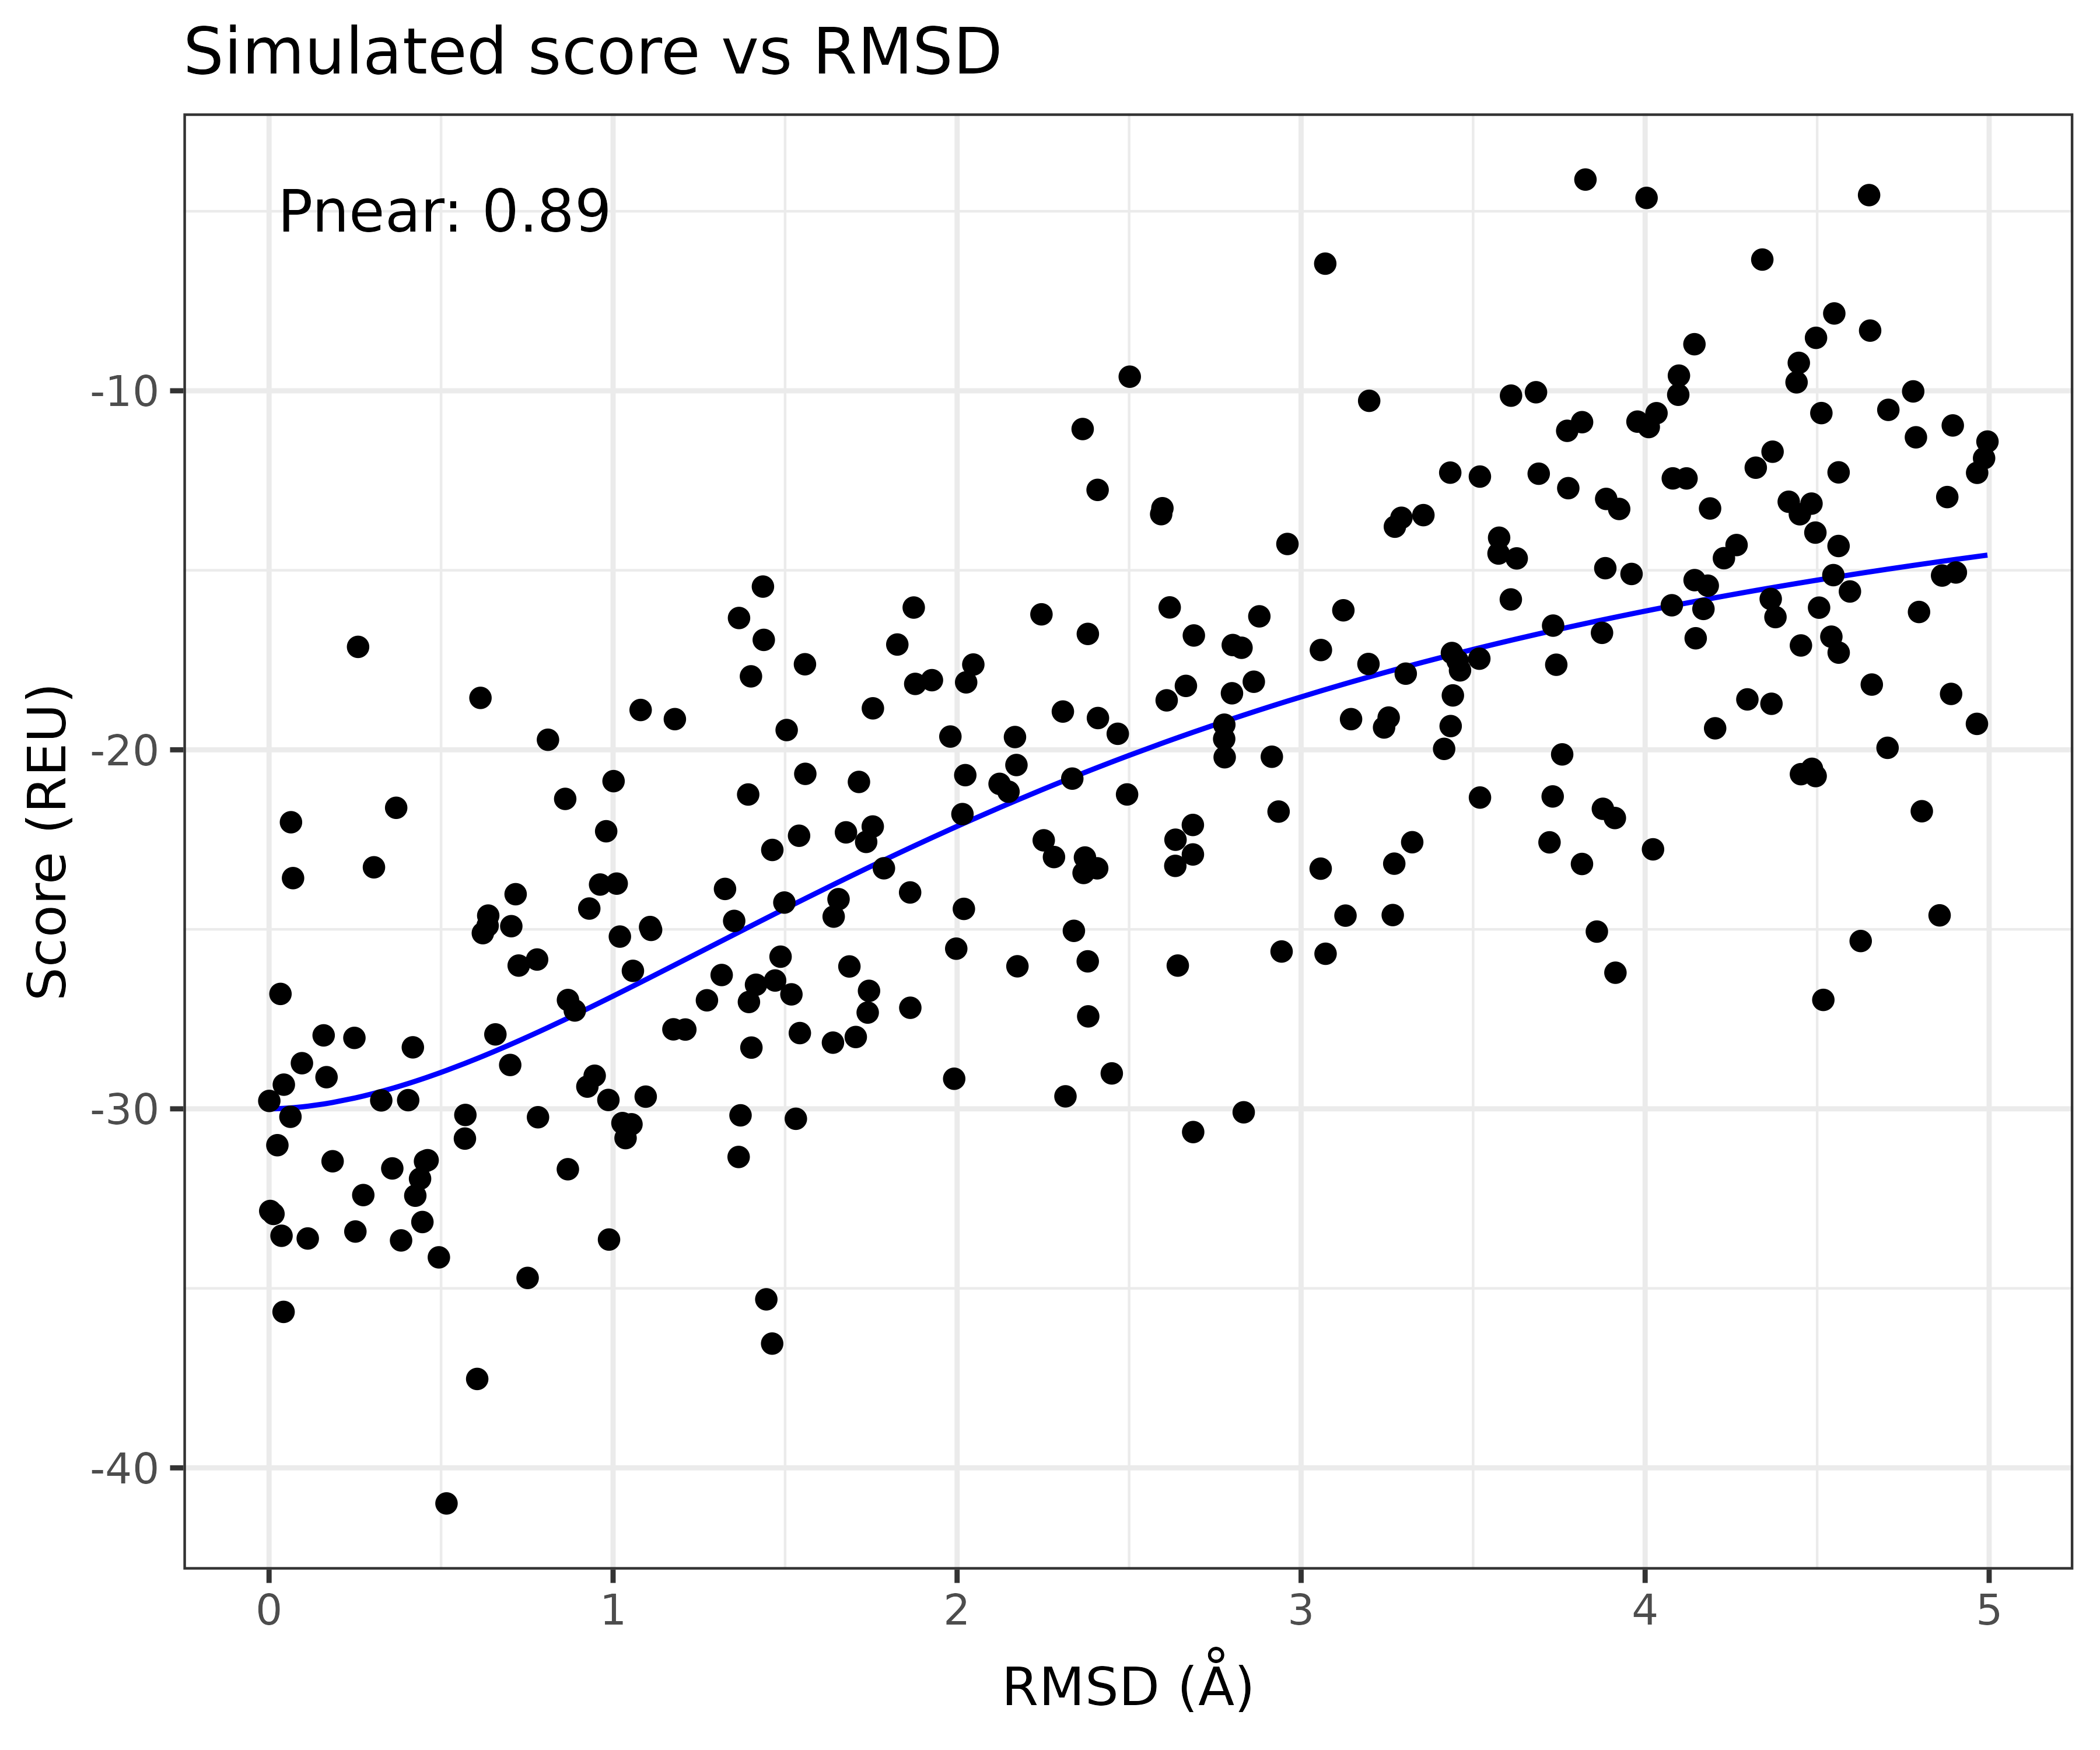 Simulated score vs RMSD
Pnear: 0.89
Score (REU)
-10
-20
-30
-40
0 1 2 3 4 5
RMSD (Å)